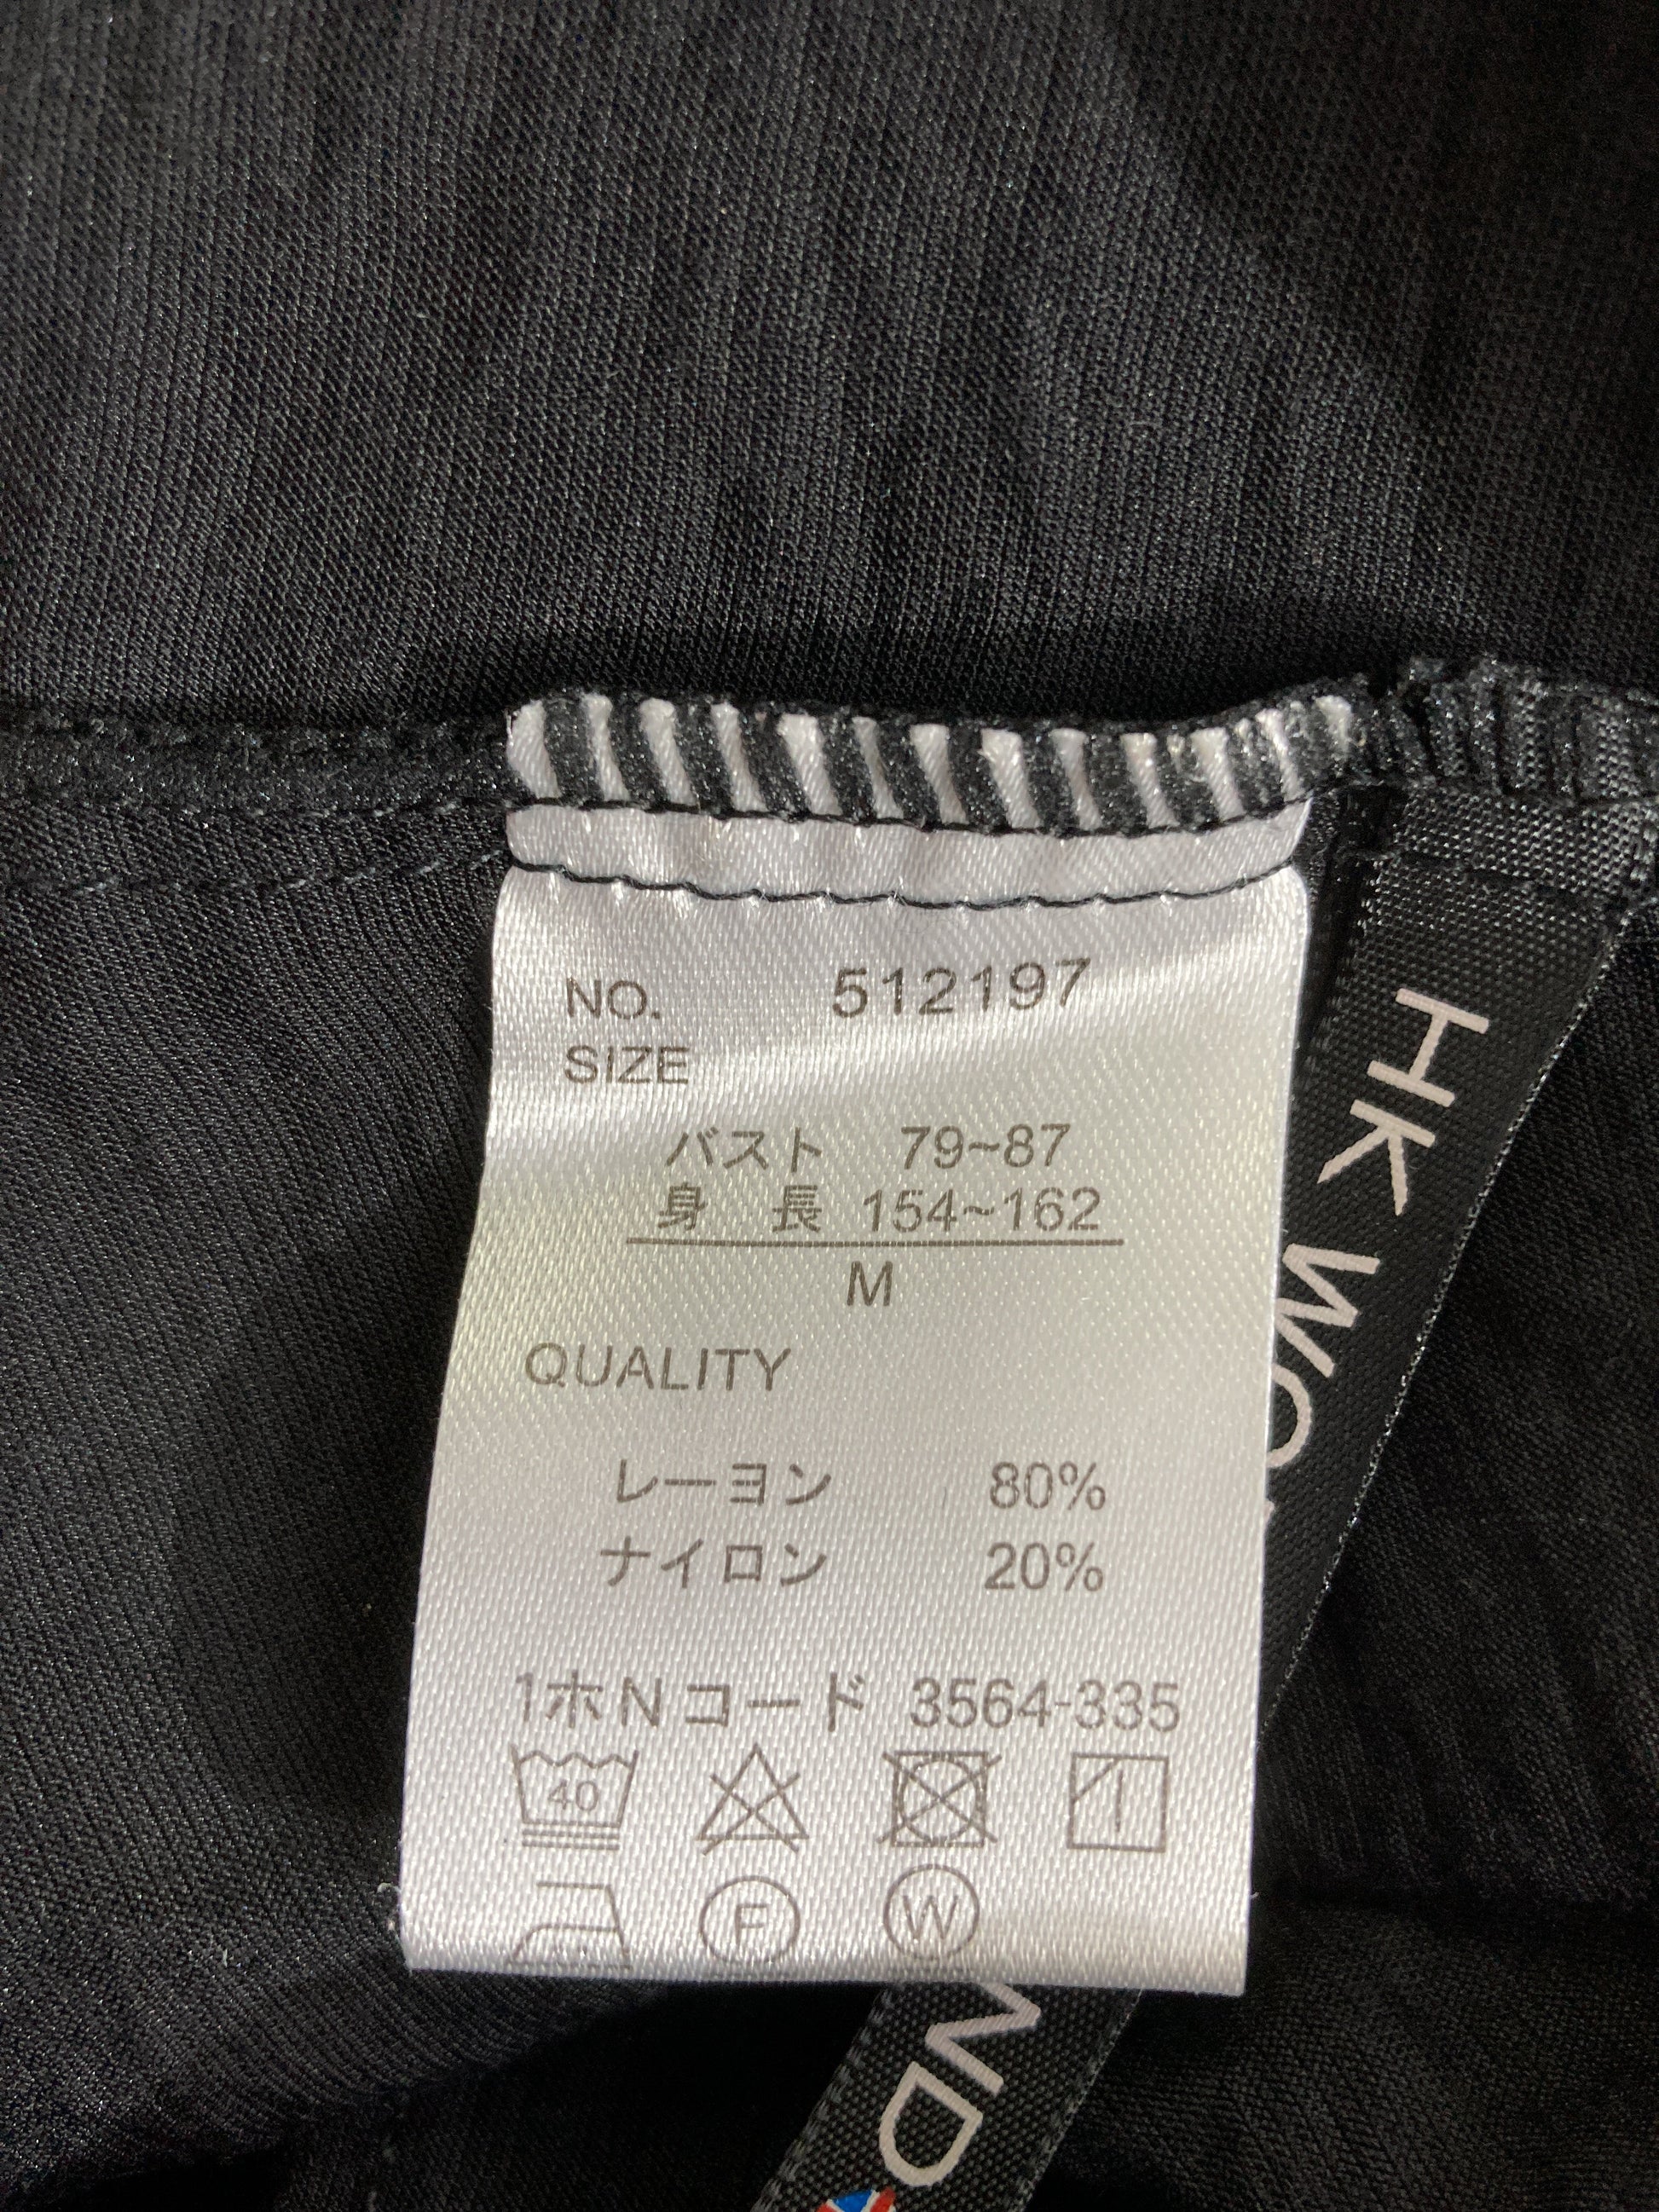 NO. 512197
SIZE
バスト 79~87
身 長 154~162
M
QUALITY
レーヨン 80%
ナイロン 20%
1ホNコード 3564-335
40
F
W
HK WO
ND